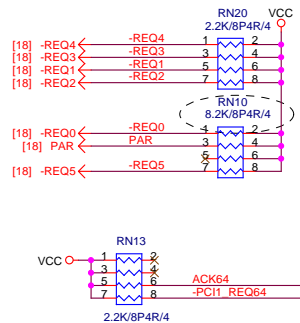 RN20 VCC
2.2K/8P4R/4
[18] -REQ4 -REQ4 1 2
[18] -REQ3 -REQ3 3 4
[18] -REQ1 -REQ1 5 6
[18] -REQ2 -REQ2 7 8
RN10
8.2K/8P4R/4
[18] -REQ0 -REQ0 1 2
[18] PAR PAR 3 4
5 6
[18] -REQ5 -REQ5 7 8
RN13
VCC 1 2
3 4
5 6 ACK64
7 8 -PCI1_REQ64
2.2K/8P4R/4